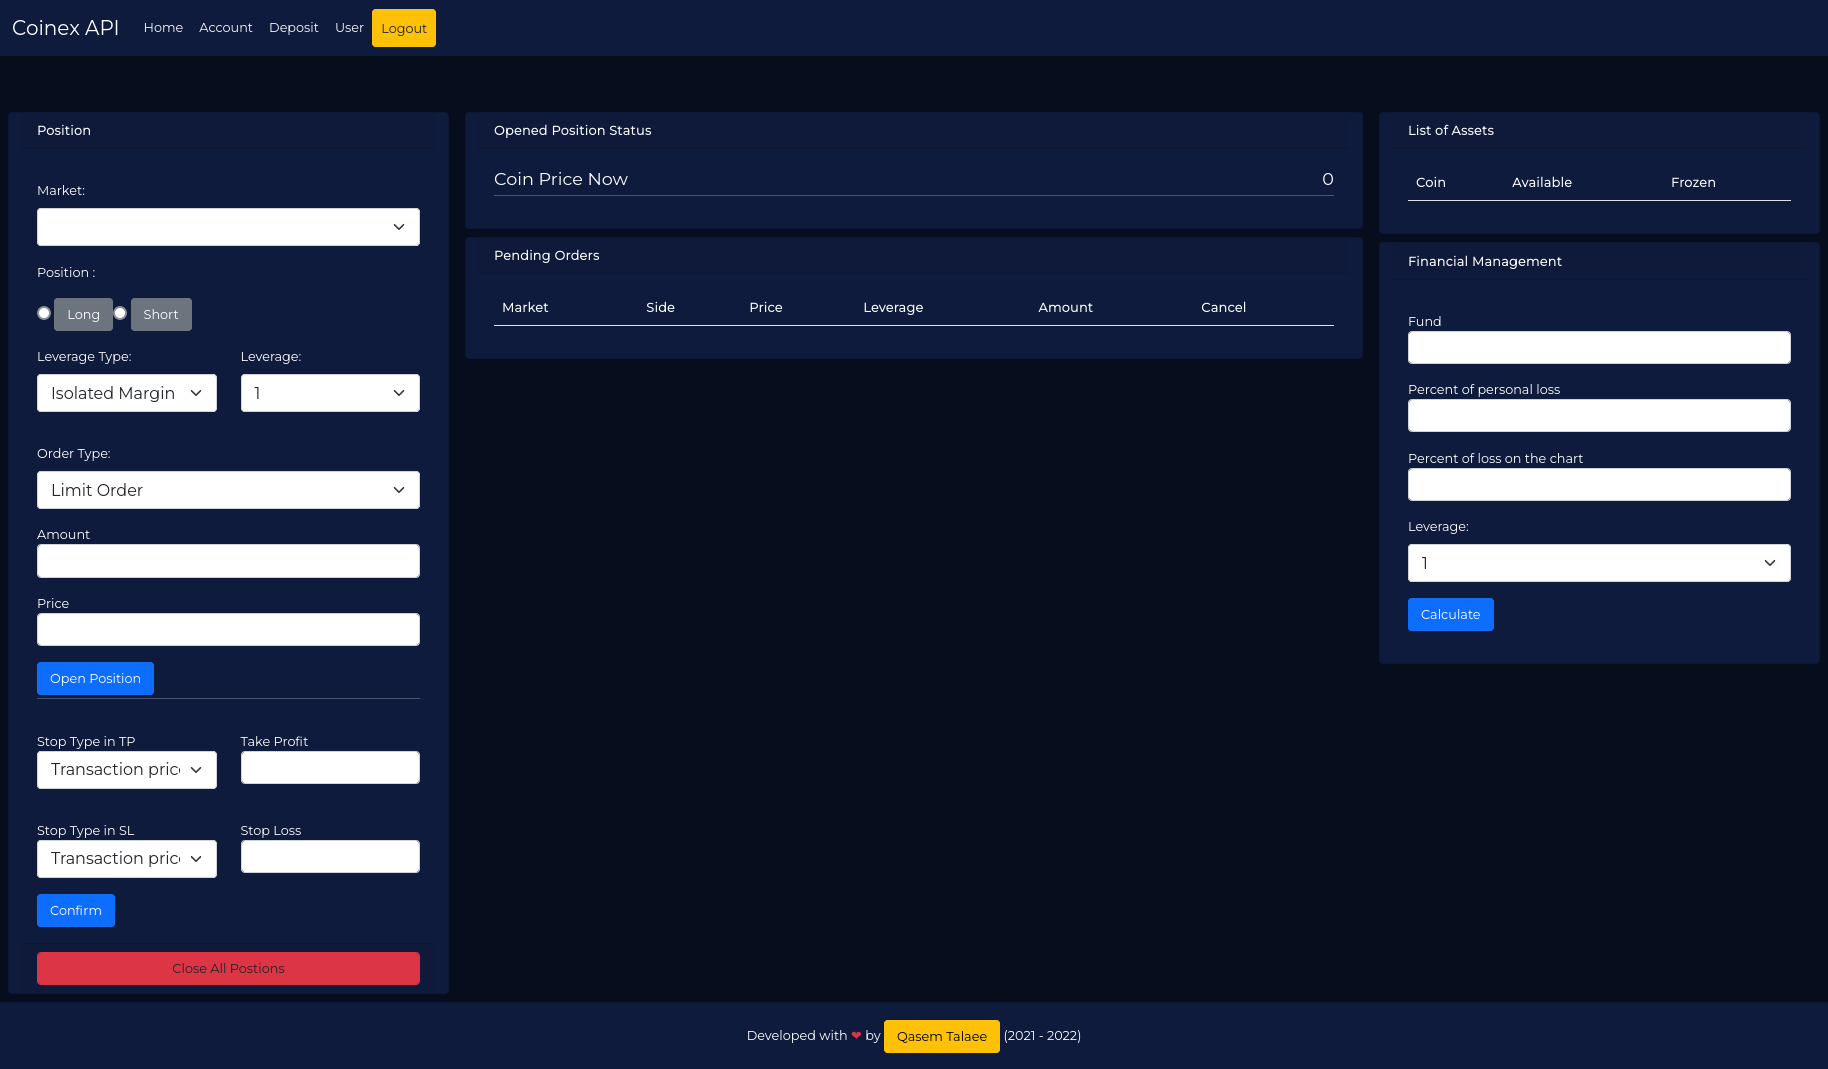 Coinex API Home Account Deposit User Logout
Position
Market:
Position :
Long Short
Leverage Type: Leverage:
Isolated Margin 1
Order Type:
Limit Order
Amount
Price
Open Position
Stop Type in TP Take Profit
Transaction pric
Stop Type in SL Stop Loss
Transaction pric
Confirm
Close All Postions
Opened Position Status
Coin Price Now 0
Pending Orders
Market Side Price Leverage Amount Cancel
List of Assets
Coin Available Frozen
Financial Management
Fund
Percent of personal loss
Percent of loss on the chart
Leverage:
1
Calculate
Developed with ❤ by Qasem Talaee (2021 - 2022)